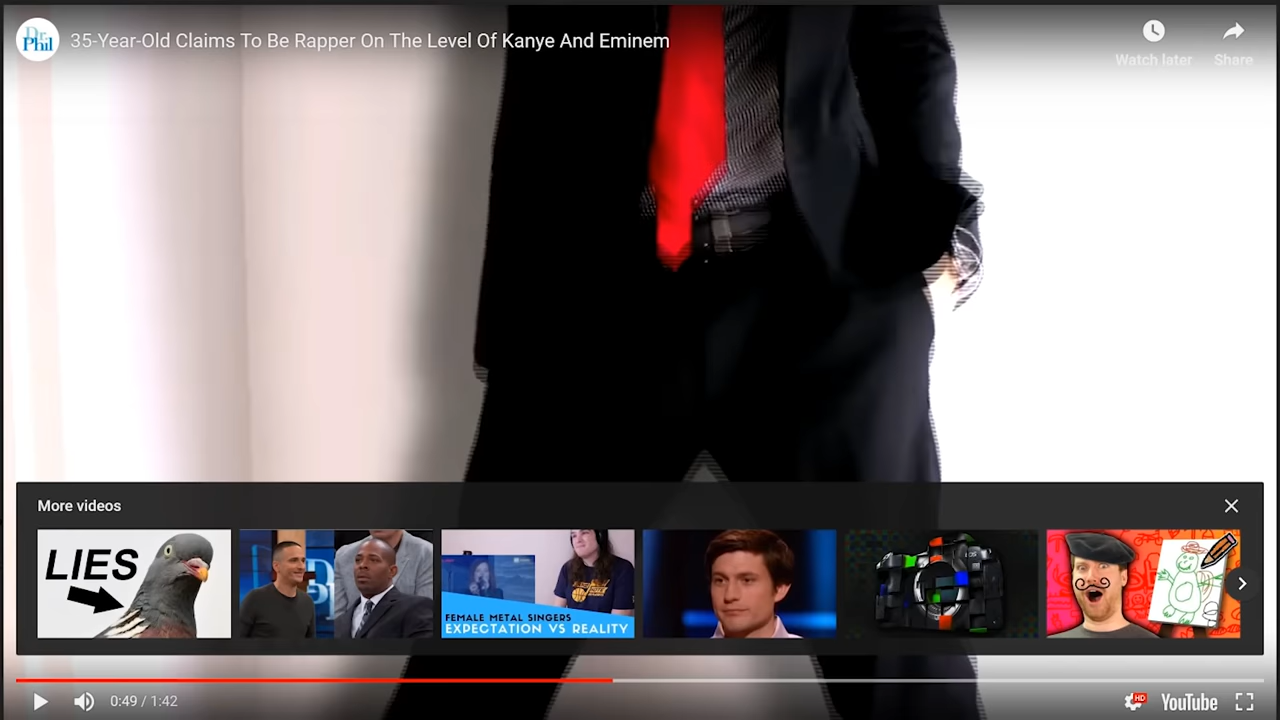 Dr.
Phil
35-Year-Old Claims To Be Rapper On The Level Of Kanye And Eminem
Watch later
Share
More videos
LIES
FEMALE METAL SINGERS
EXPECTATION VS REALITY
0:49 / 1:42
HD
YouTube